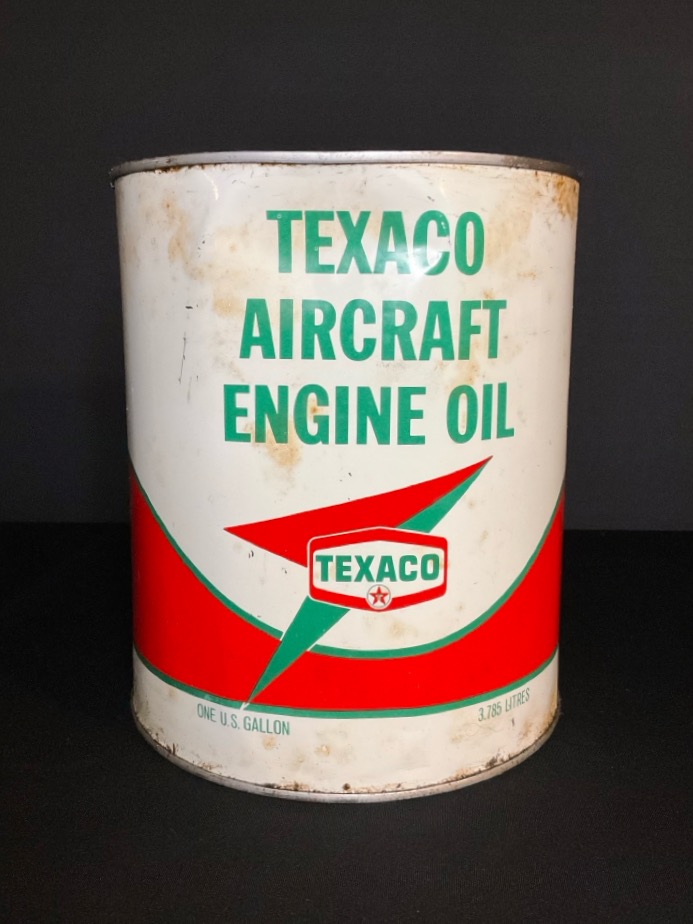 TEXACO
AIRCRAFT
ENGINE OIL
TEXACO
ONE U.S. GALLON
3.785 LITRES